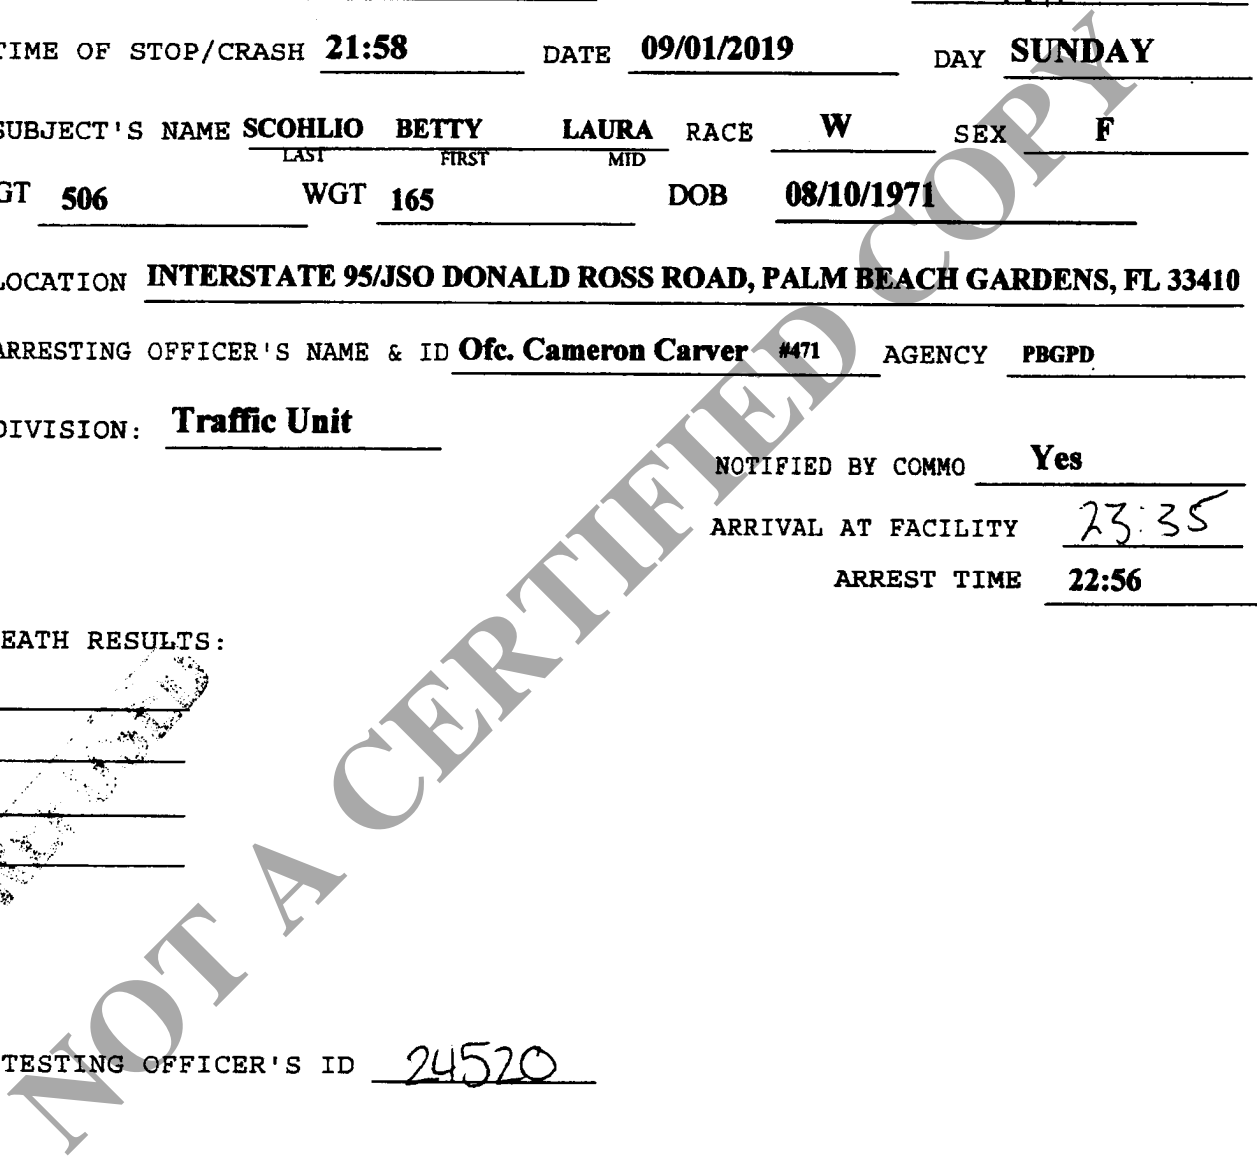 TIME OF STOP/CRASH 21:58 DATE 09/01/2019 DAY SUNDAY
SUBJECT'S NAME SCOHLIO BETTY LAURA RACE W SEX F
LAST FIRST MID
GT 506 WGT 165 DOB 08/10/1971
LOCATION INTERSTATE 95/JSO DONALD ROSS ROAD, PALM BEACH GARDENS, FL 33410
ARRESTING OFFICER'S NAME & ID Ofc. Cameron Carver #471 AGENCY PBGPD
DIVISION: Traffic Unit
NOTIFIED BY COMMO Yes
ARRIVAL AT FACILITY 23:35
ARREST TIME 22:56
EATH RESULTS:
TESTING OFFICER'S ID 24520
NOT A CERTIFIED COPY